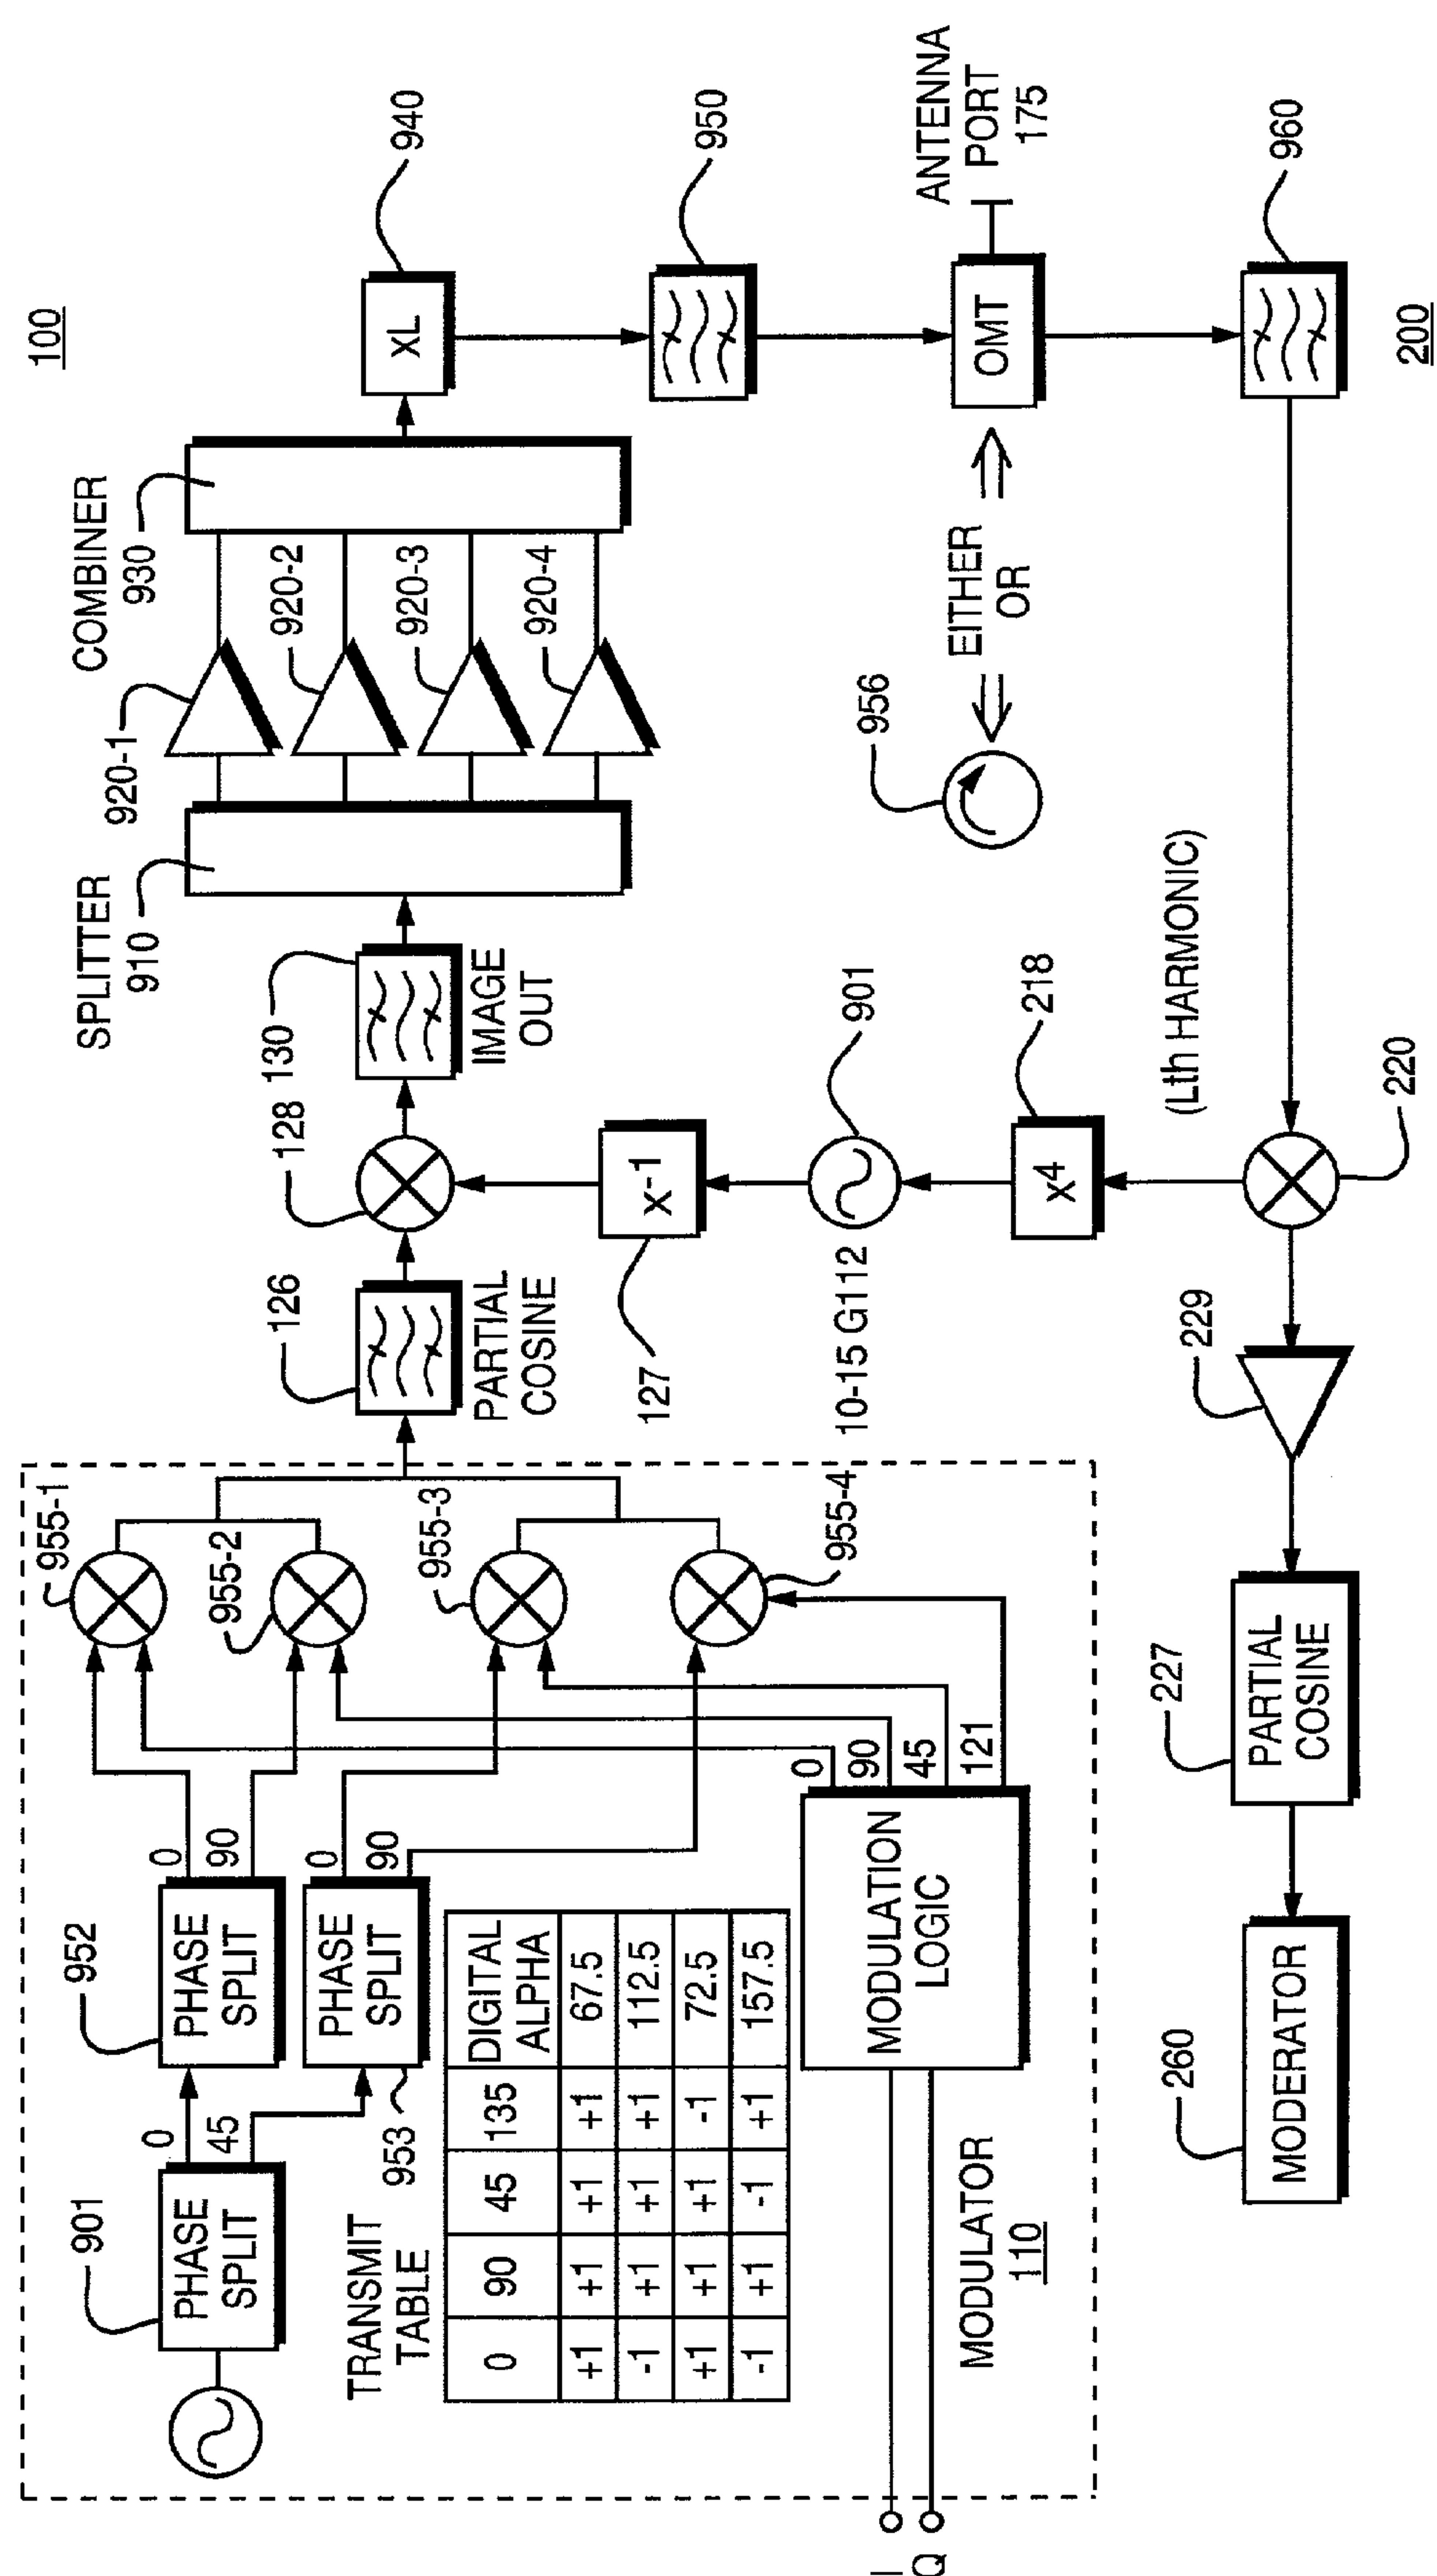 100
200
901
PHASE
SPLIT
0
45
952
PHASE
SPLIT
0
90
PHASE
SPLIT
953
0
90
955-1
955-2
955-3
955-4
TRANSMIT
TABLE
0 90 45 135 DIGITAL ALPHA
+1 +1 +1 +1 67.5
-1 +1 +1 +1 112.5
+1 +1 +1 -1 72.5
-1 +1 -1 +1 157.5
MODULATION
LOGIC
0
90
45
121
MODULATOR
110
I
Q
126
PARTIAL
COSINE
128
130
IMAGE
OUT
SPLITTER
910
920-1
920-2
920-3
920-4
COMBINER
930
XL
940
950
OMT
ANTENNA
PORT
175
EITHER
OR
956
960
X-1
127
901
10-15 G112
X4
218
(Lth HARMONIC)
220
229
227
PARTIAL
COSINE
260
MODERATOR